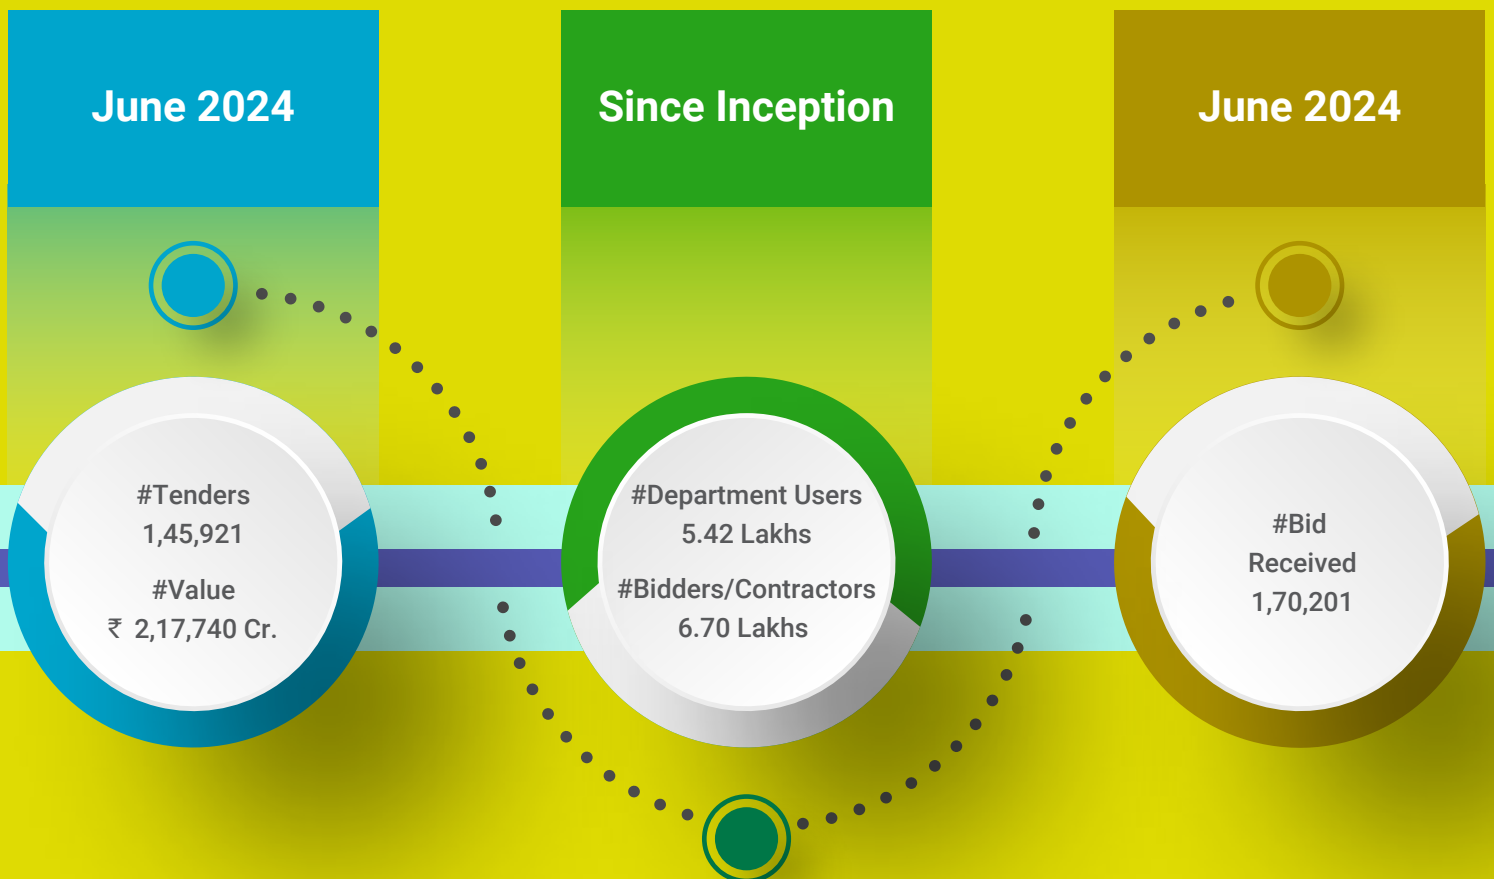 June 2024
#Tenders
1,45,921
#Value
₹ 2,17,740 Cr.
Since Inception
#Department Users
5.42 Lakhs
#Bidders/Contractors
6.70 Lakhs
June 2024
#Bid
Received
1,70,201